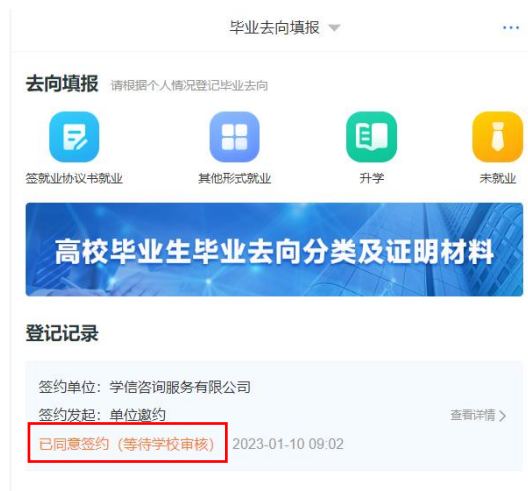 毕业去向填报
去向填报 请根据个人情况登记毕业去向
签就业协议书就业 其他形式就业 升学 未就业
高校毕业生毕业去向分类及证明材料
登记记录
签约单位：学信咨询服务有限公司
签约发起：单位邀约 查看详情
已同意签约（等待学校审核） 2023-01-10 09:02